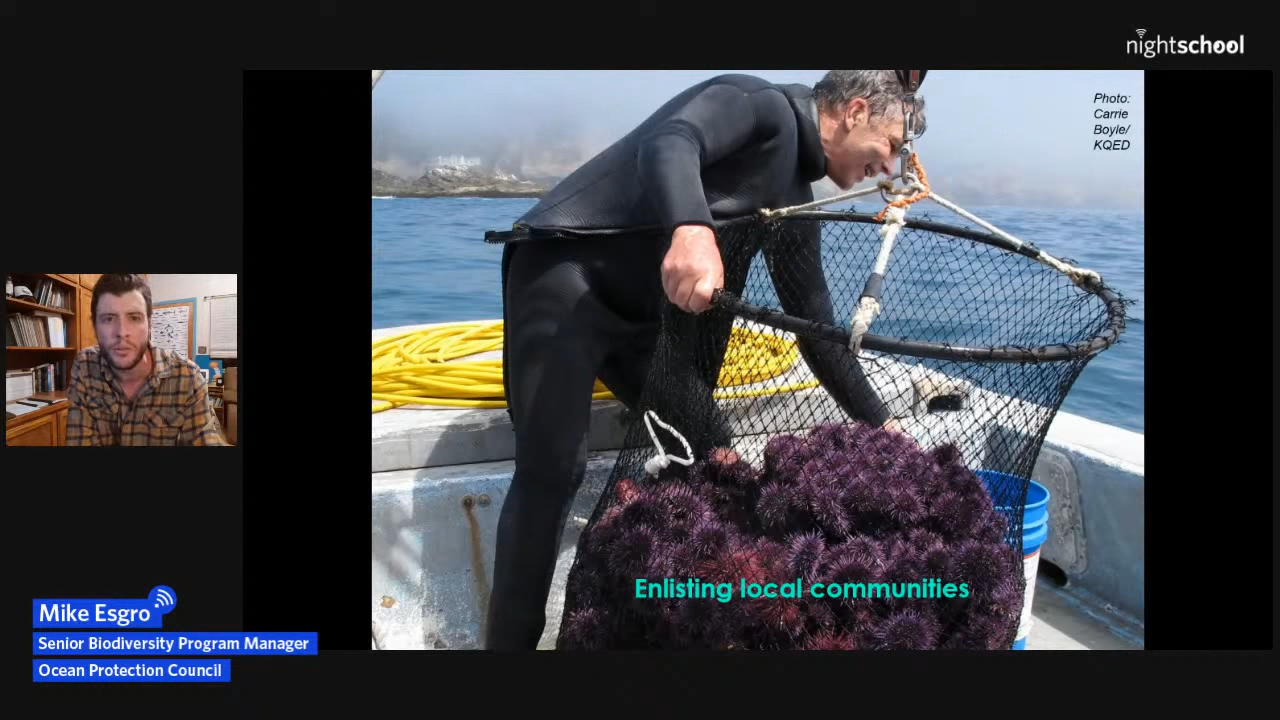 nightschool
Photo:
Carrie
Boyle/
KQED
Enlisting local communities
Mike Esgro
Senior Biodiversity Program Manager
Ocean Protection Council